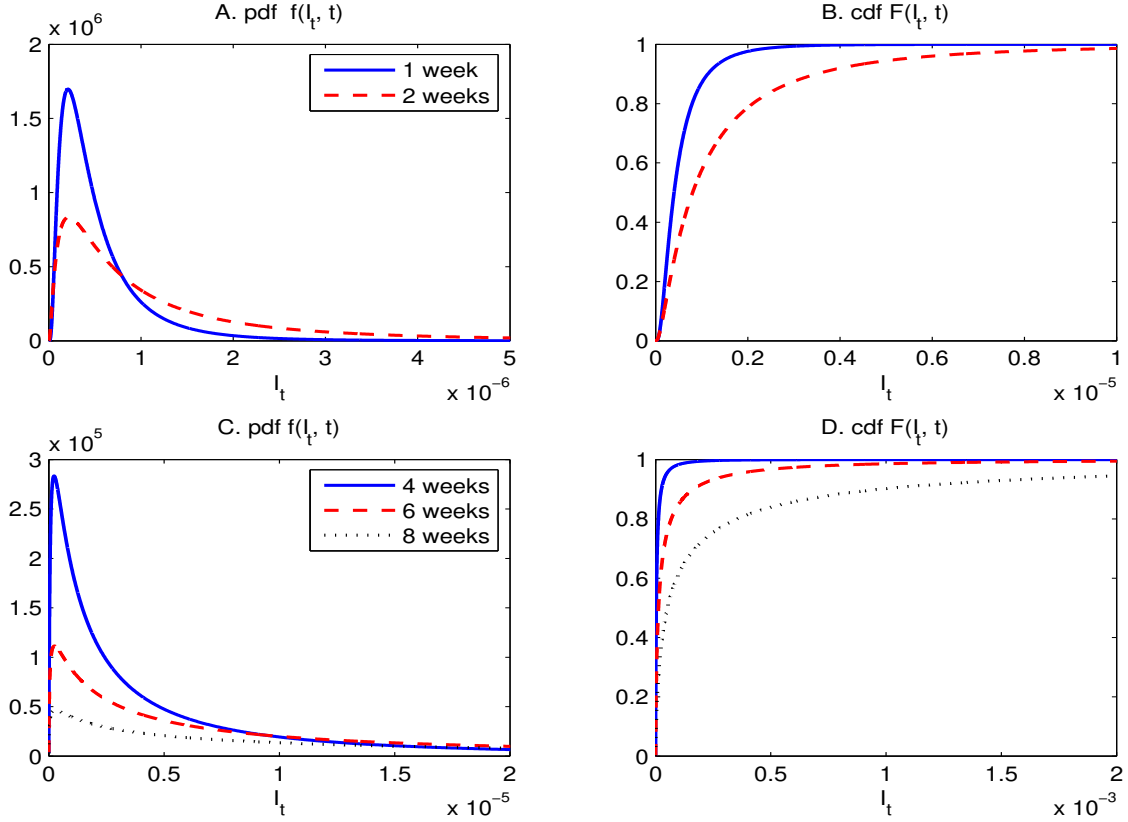 A. pdf f(I_t, t)
x 10^6
2
1.5
1
0.5
0
0 1 2 3 4 5
I_t
x 10^−6
1 week
2 weeks
B. cdf F(I_t, t)
1
0.8
0.6
0.4
0.2
0
0 0.2 0.4 0.6 0.8 1
I_t
x 10^−5
C. pdf f(I_t, t)
x 10^5
3
2.5
2
1.5
1
0.5
0
0 0.5 1 1.5 2
I_t
x 10^−5
4 weeks
6 weeks
8 weeks
D. cdf F(I_t, t)
1
0.8
0.6
0.4
0.2
0
0 0.5 1 1.5 2
I_t
x 10^−3